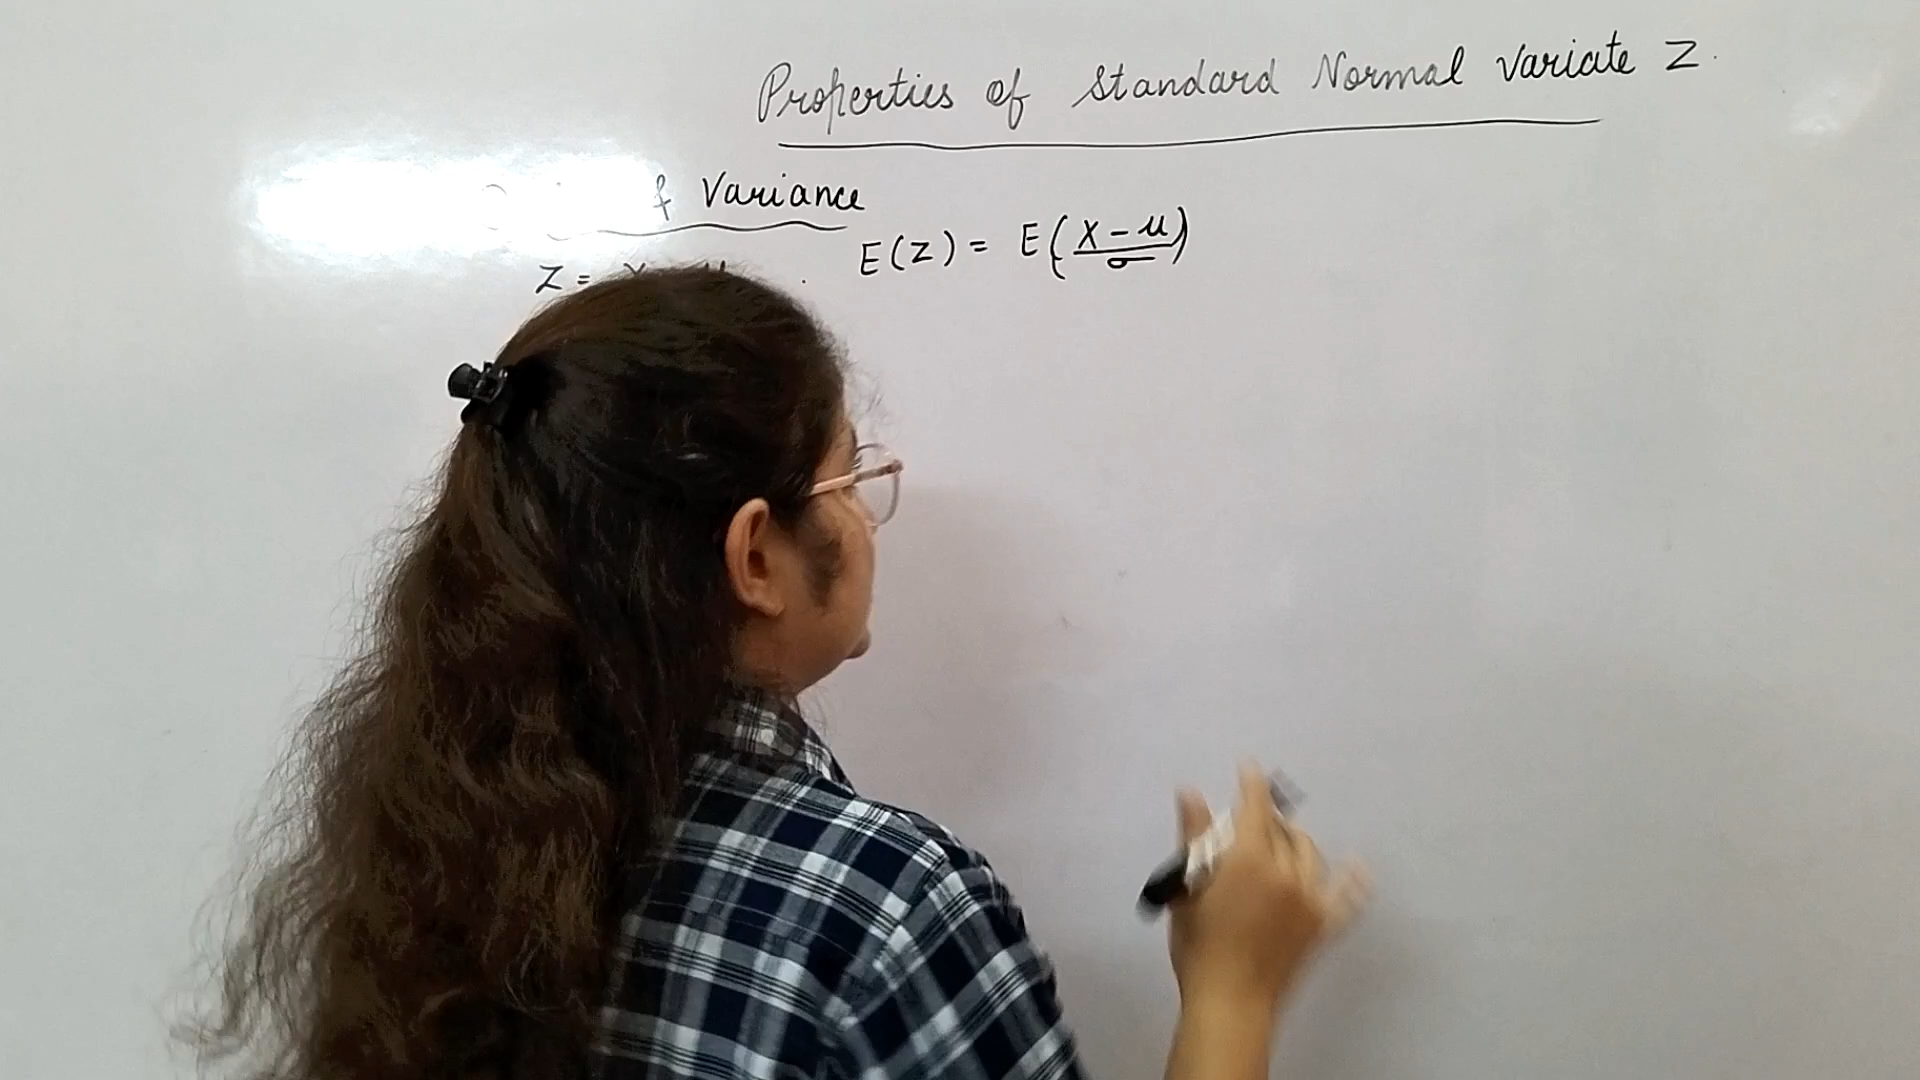 Properties of Standard Normal Variate Z.
Variance
Z =
E(Z) = E(X-μ/σ)